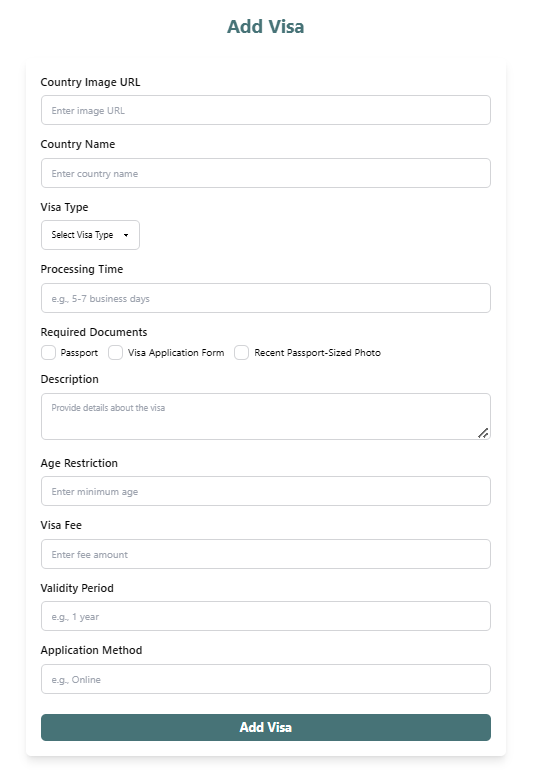 Add Visa
Country Image URL
Enter image URL
Country Name
Enter country name
Visa Type
Select Visa Type
Processing Time
e.g., 5-7 business days
Required Documents
Passport Visa Application Form Recent Passport-Sized Photo
Description
Provide details about the visa
Age Restriction
Enter minimum age
Visa Fee
Enter fee amount
Validity Period
e.g., 1 year
Application Method
e.g., Online
Add Visa